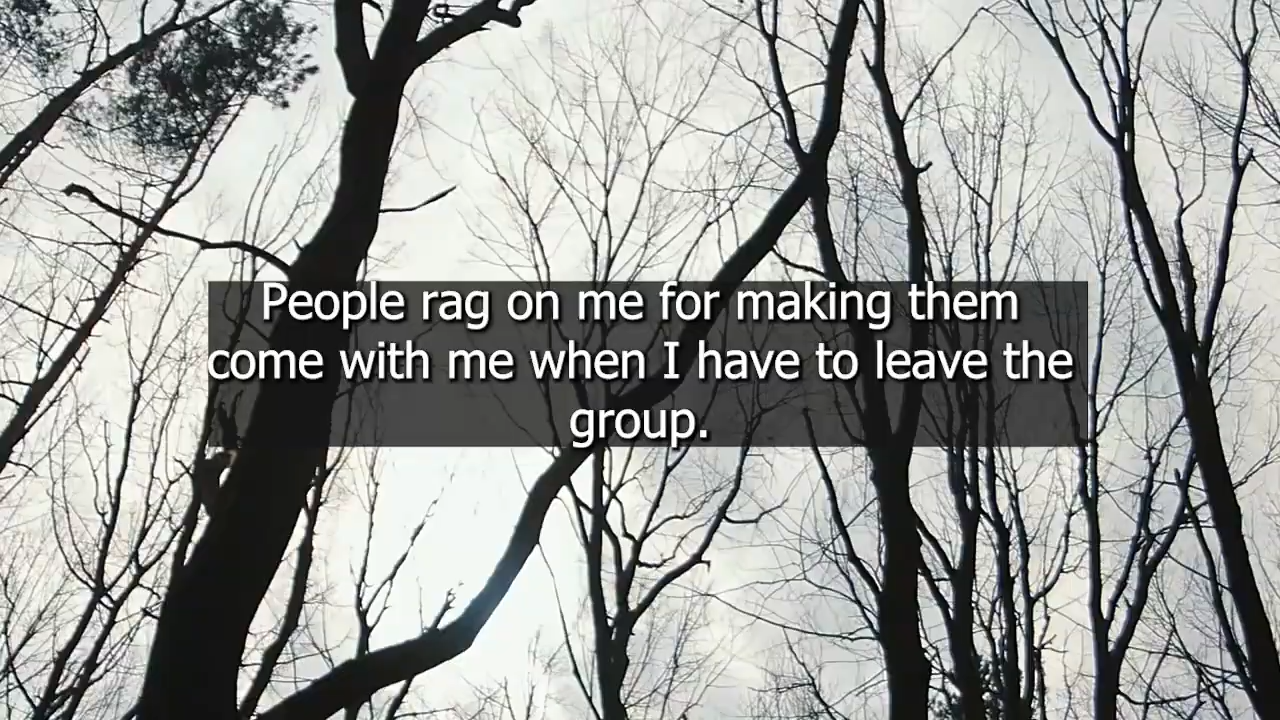 People rag on me for making them
come with me when I have to leave the
group.